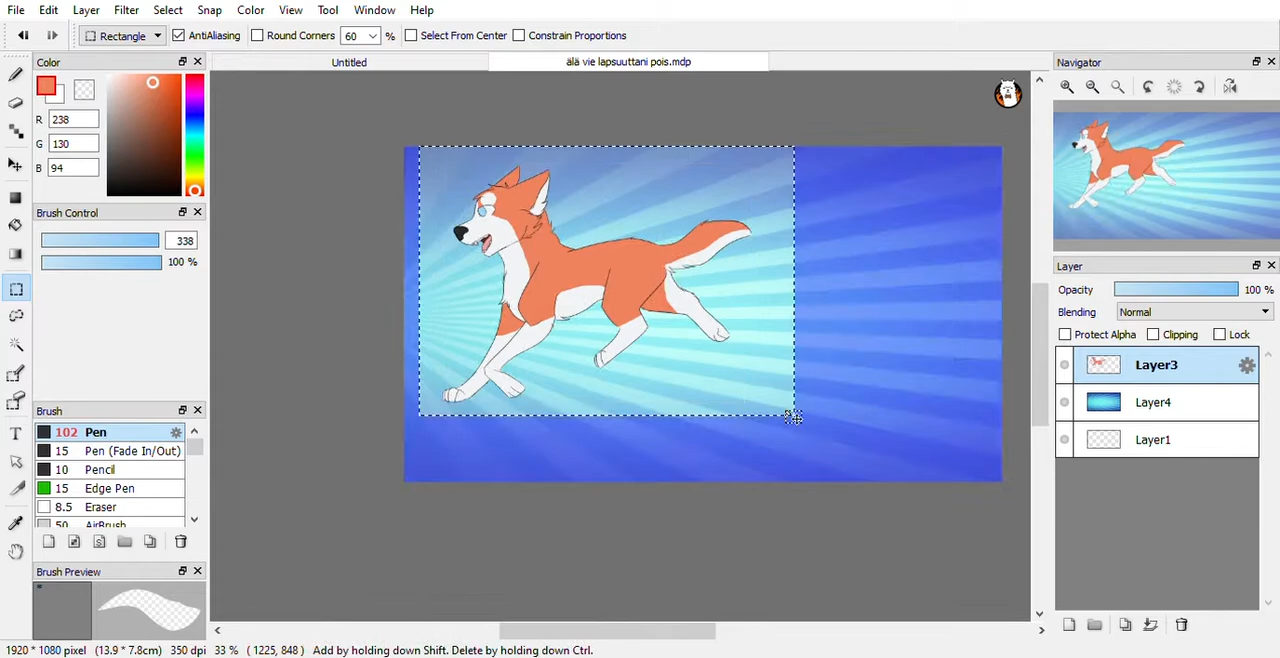 File Edit Layer Filter Select Snap Color View Tool Window Help
Rectangle AntiAliasing Round Corners 60 % Select From Center Constrain Proportions
Color
R 238
G 130
B 94
Brush Control
338
100 %
Brush
102 Pen
15 Pen (Fade In/Out)
10 Pencil
15 Edge Pen
8.5 Eraser
50 AirBrush
T
Brush Preview
Untitled
älä vie lapsuuttani pois.mdp
Navigator
Layer
Opacity 100 %
Blending Normal
Protect Alpha Clipping Lock
Layer3
Layer4
Layer1
1920 * 1080 pixel (13.9 * 7.8cm) 350 dpi 33 % ( 1225, 848 ) Add by holding down Shift. Delete by holding down Ctrl.